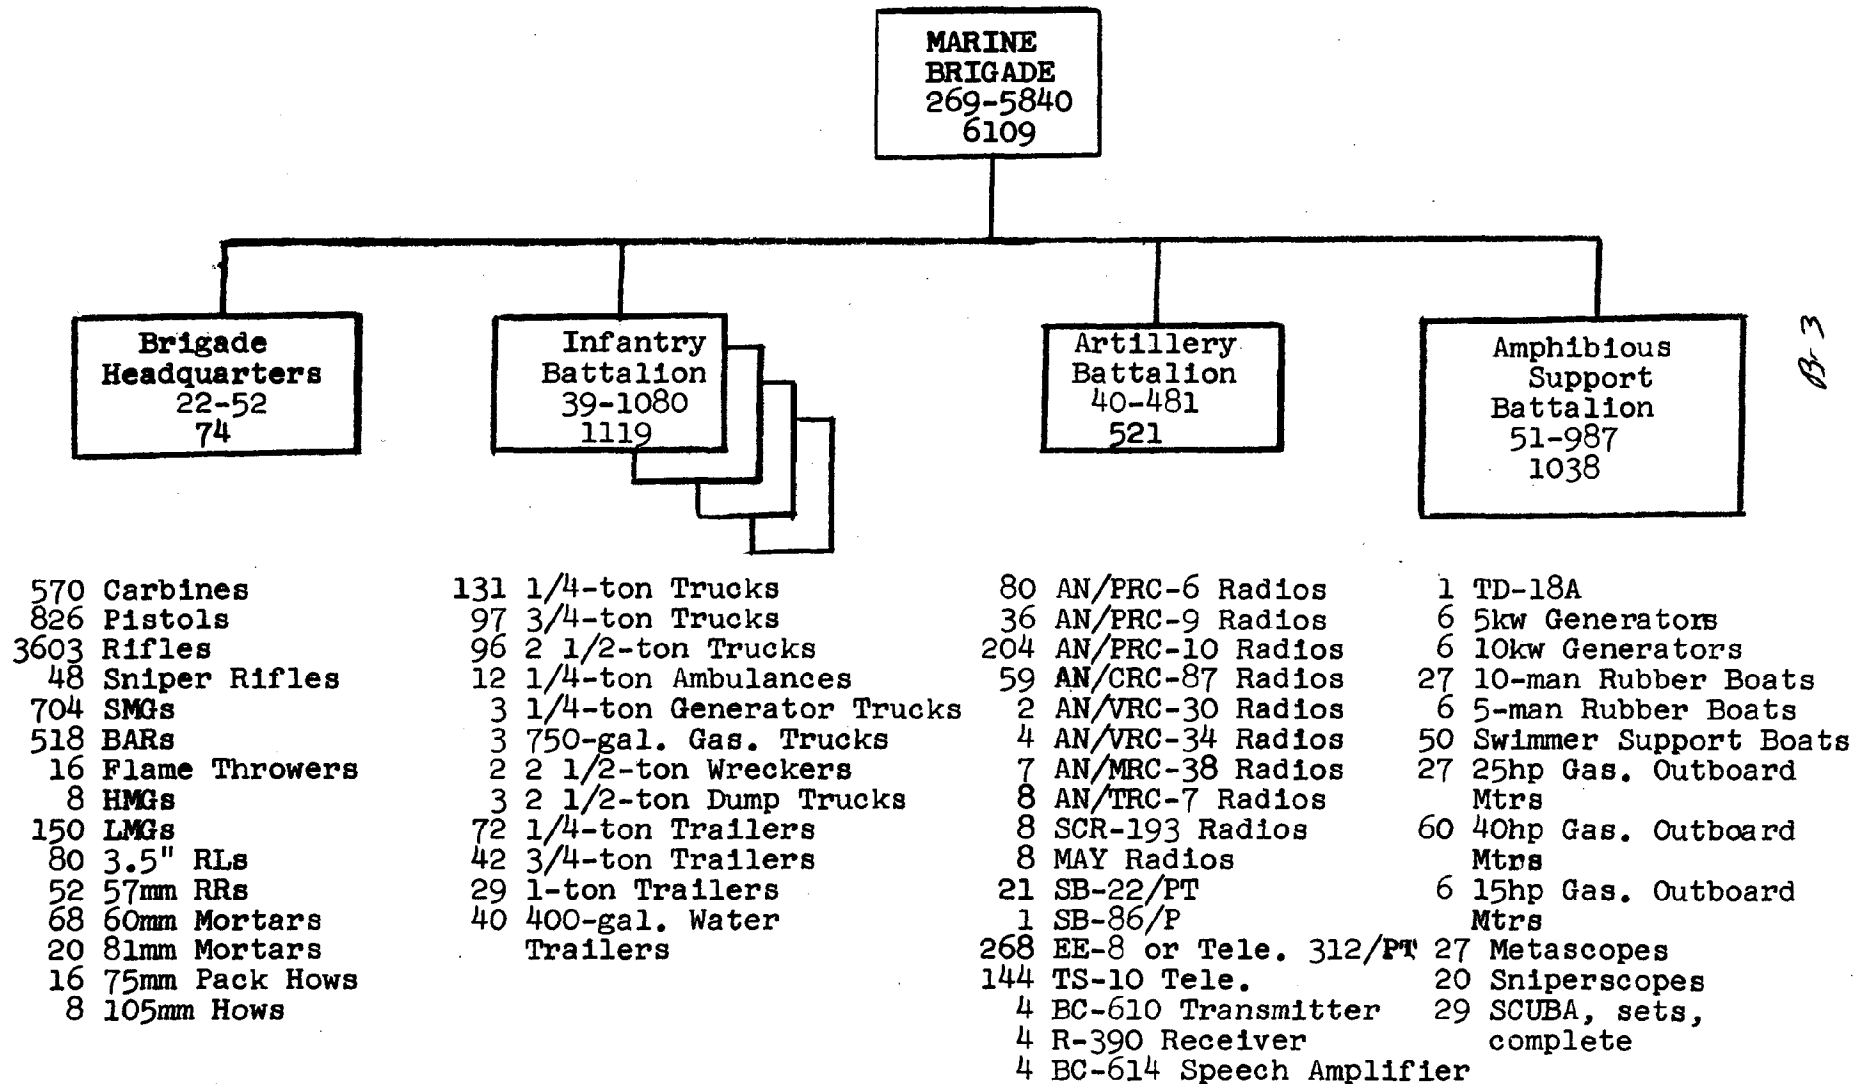 MARINE
BRIGADE
269-5840
6109
Brigade
Headquarters
22-52
74
Infantry
Battalion
39-1080
1119
Artillery
Battalion
40-481
521
Amphibious
Support
Battalion
51-987
1038
Br-3
570 Carbines
826 Pistols
3603 Rifles
48 Sniper Rifles
704 SMGs
518 BARs
16 Flame Throwers
8 HMGs
150 LMGs
80 3.5" RLs
52 57mm RRs
68 60mm Mortars
20 81mm Mortars
16 75mm Pack Hows
8 105mm Hows
131 1/4-ton Trucks
97 3/4-ton Trucks
96 2 1/2-ton Trucks
12 1/4-ton Ambulances
3 1/4-ton Generator Trucks
3 750-gal. Gas. Trucks
2 2 1/2-ton Wreckers
3 2 1/2-ton Dump Trucks
72 1/4-ton Trailers
42 3/4-ton Trailers
29 1-ton Trailers
40 400-gal. Water
Trailers
80 AN/PRC-6 Radios
36 AN/PRC-9 Radios
204 AN/PRC-10 Radios
59 AN/CRC-87 Radios
2 AN/VRC-30 Radios
4 AN/VRC-34 Radios
7 AN/MRC-38 Radios
8 AN/TRC-7 Radios
8 SCR-193 Radios
8 MAY Radios
21 SB-22/PT
1 SB-86/P
268 EE-8 or Tele. 312/PT
144 TS-10 Tele.
4 BC-610 Transmitter
4 R-390 Receiver
4 BC-614 Speech Amplifier
1 TD-18A
6 5kw Generators
6 10kw Generators
27 10-man Rubber Boats
6 5-man Rubber Boats
50 Swimmer Support Boats
27 25hp Gas. Outboard
Mtrs
60 40hp Gas. Outboard
Mtrs
6 15hp Gas. Outboard
Mtrs
27 Metascopes
20 Sniperscopes
29 SCUBA, sets,
complete